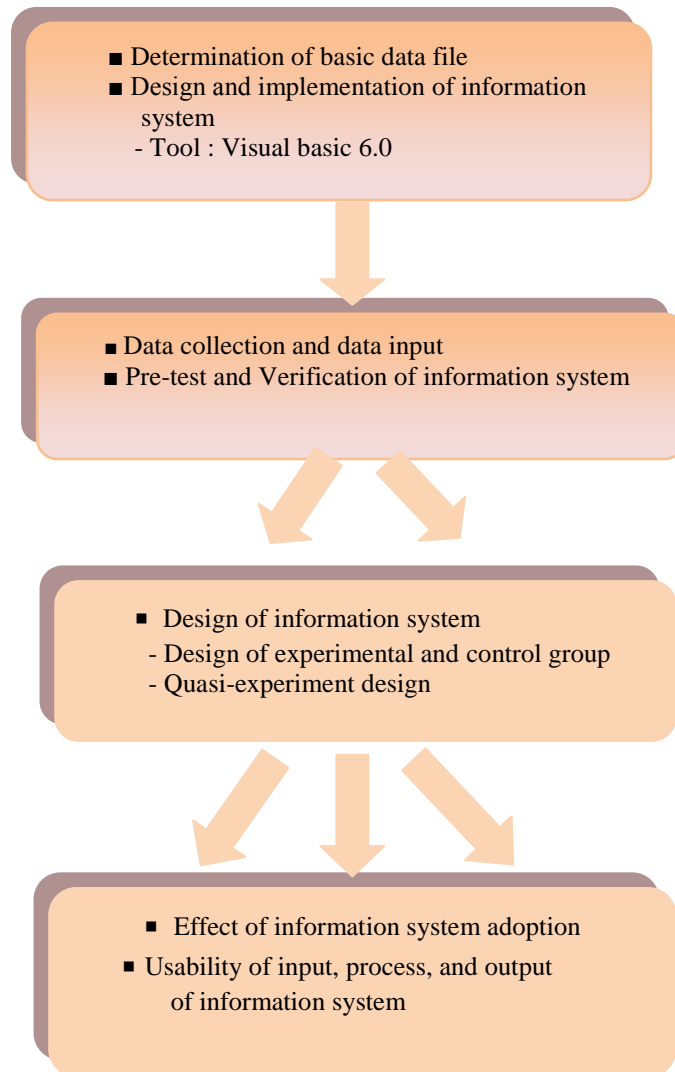 ■ Determination of basic data file
■ Design and implementation of information
system
- Tool : Visual basic 6.0
■ Data collection and data input
■ Pre-test and Verification of information system
■ Design of information system
- Design of experimental and control group
- Quasi-experiment design
■ Effect of information system adoption
■ Usability of input, process, and output
of information system